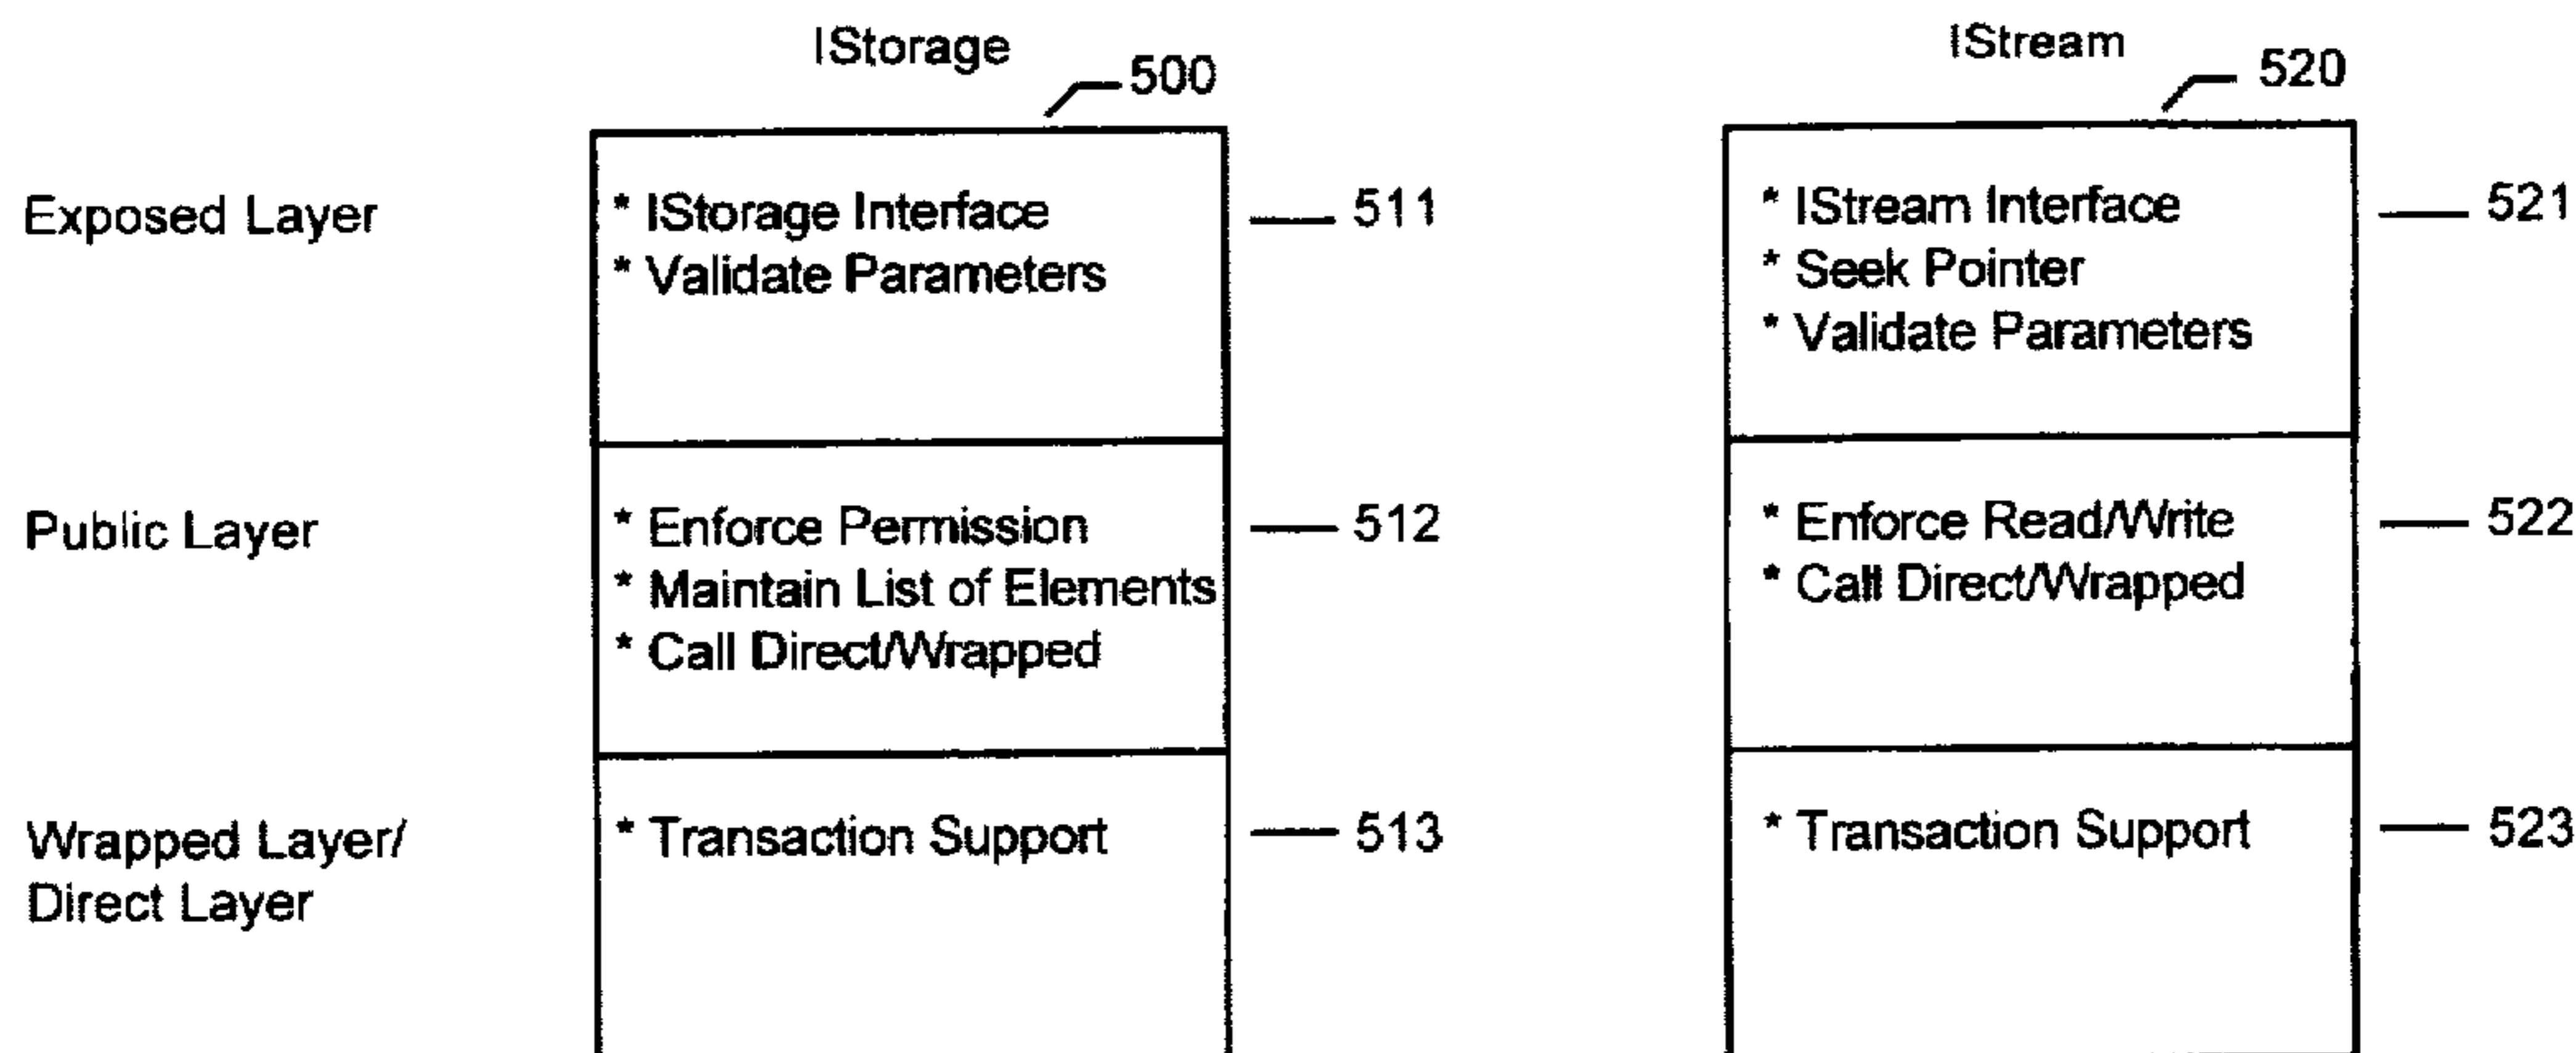 IStorage
500
IStream
520
Exposed Layer
* IStorage Interface
* Validate Parameters
511
* IStream Interface
* Seek Pointer
* Validate Parameters
521
Public Layer
* Enforce Permission
* Maintain List of Elements
* Call Direct/Wrapped
512
* Enforce Read/Write
* Call Direct/Wrapped
522
Wrapped Layer/
Direct Layer
* Transaction Support
513
* Transaction Support
523